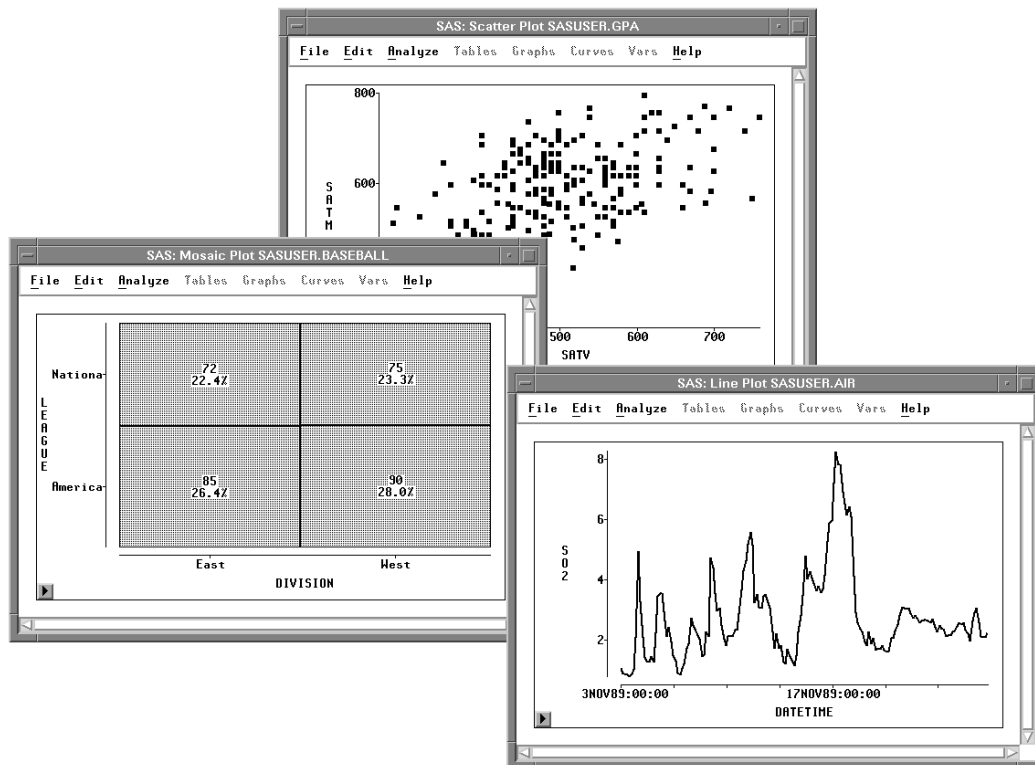 SAS: Scatter Plot SASUSER.GPA
File Edit Analyze Tables Graphs Curves Vars Help
800
600
SATM
500 600 700
SATV
SAS: Mosaic Plot SASUSER.BASEBALL
File Edit Analyze Tables Graphs Curves Vars Help
Nationa
72
22.4%
75
23.3%
LEAGUE
America
85
26.4%
90
28.0%
East West
DIVISION
SAS: Line Plot SASUSER.AIR
File Edit Analyze Tables Graphs Curves Vars Help
8
6
SO2
4
2
3NOV89:00:00 17NOV89:00:00
DATETIME